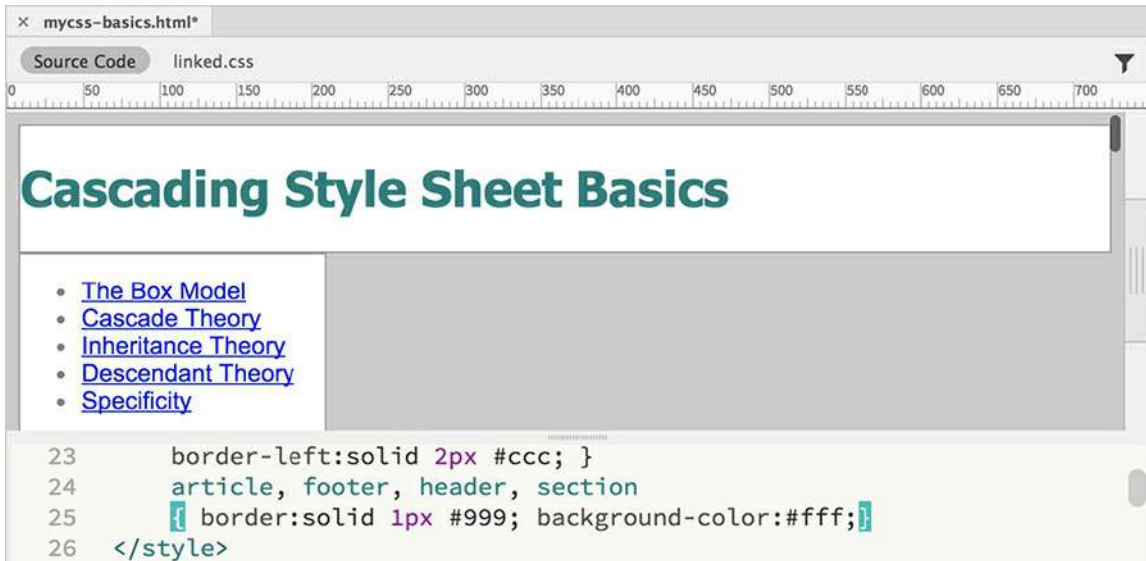 × mycss-basics.html*
Source Code linked.css
0 50 100 150 200 250 300 350 400 450 500 550 600 650 700
Cascading Style Sheet Basics
• The Box Model
• Cascade Theory
• Inheritance Theory
• Descendant Theory
• Specificity
23 border-left:solid 2px #ccc; }
24 article, footer, header, section
25 { border:solid 1px #999; background-color:#fff;}
26 </style>